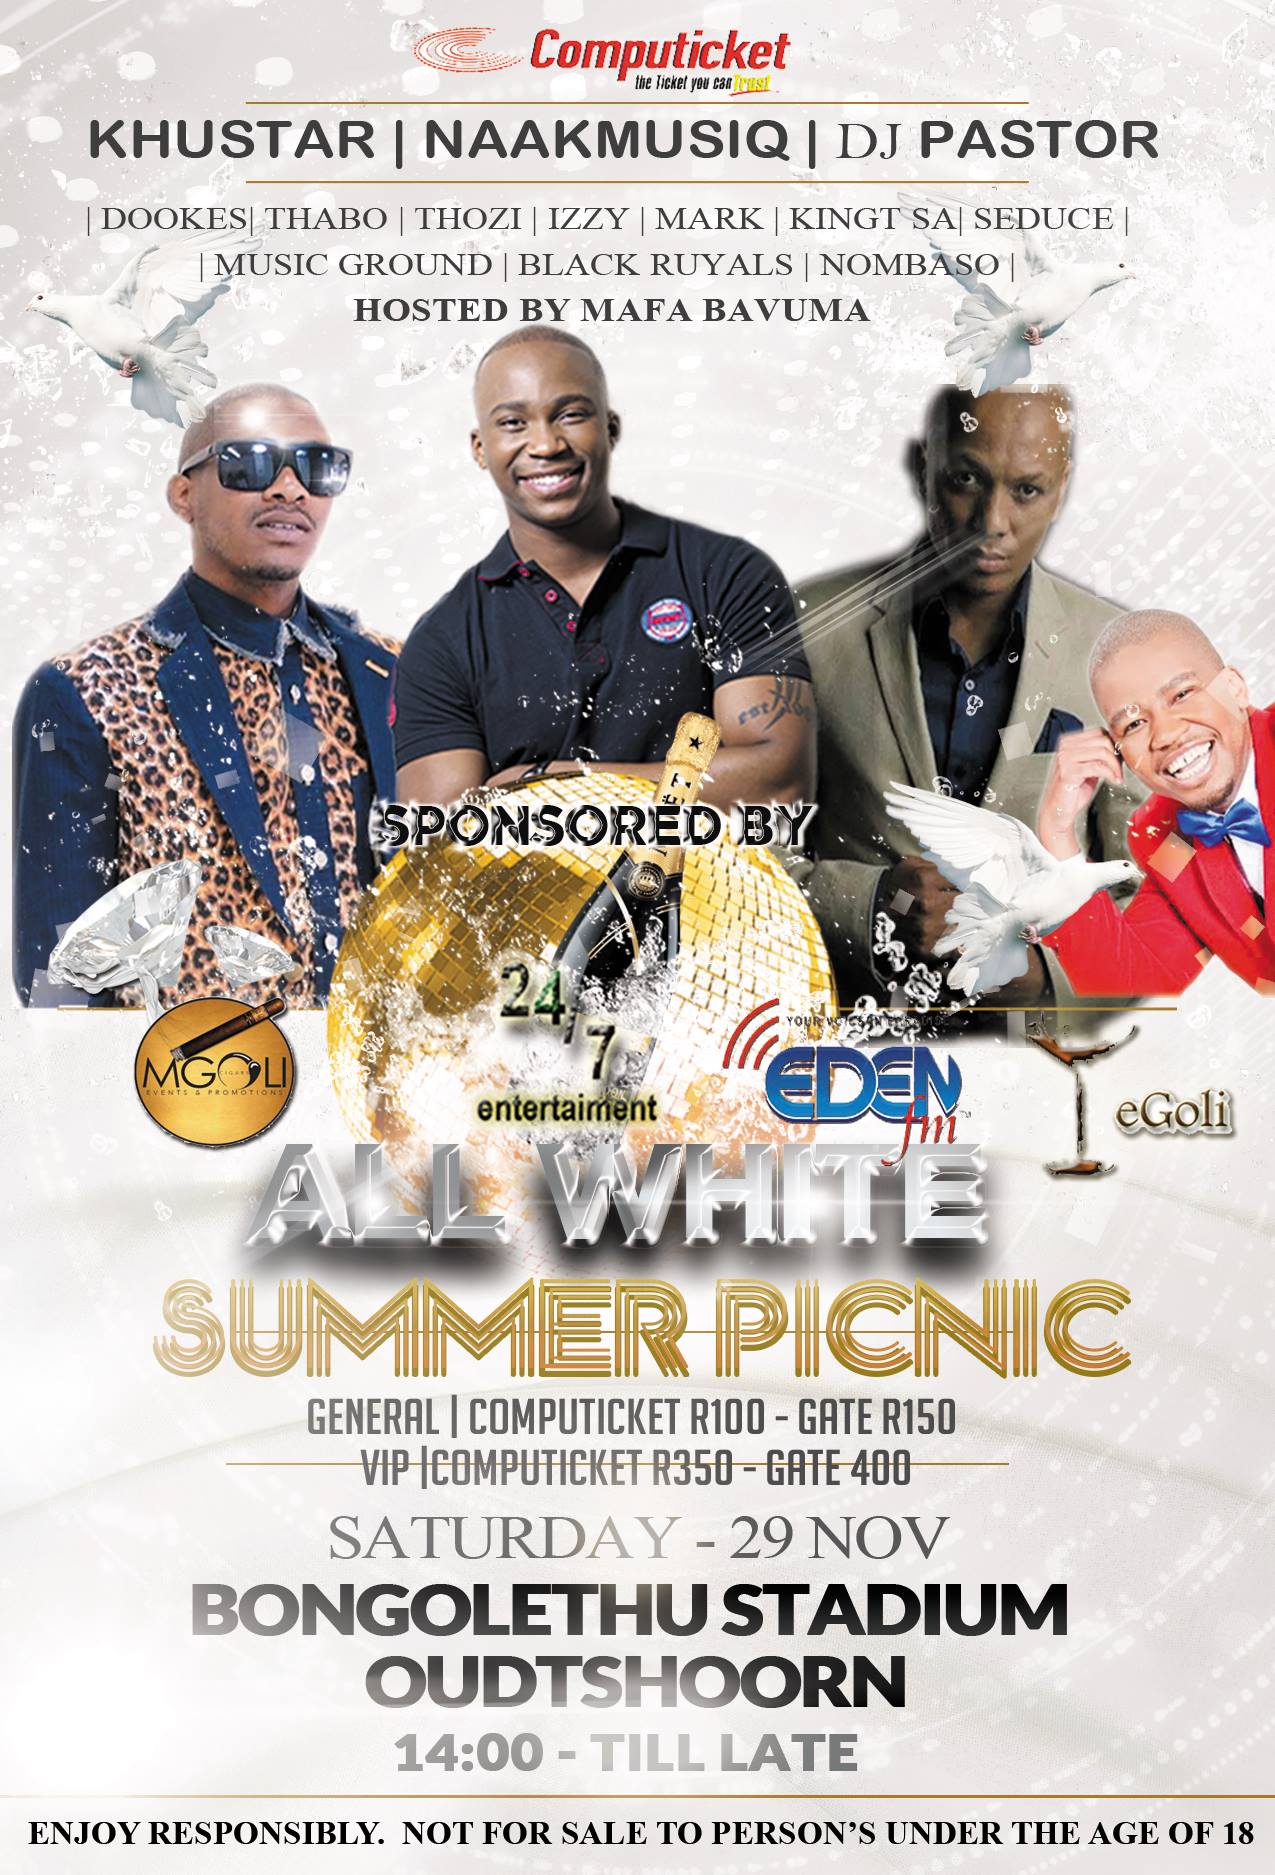 Computicket
the Ticket you can Trust
KHUSTAR | NAAKMUSIQ | DJ PASTOR
| DOOKES| THABO | THOZI | IZZY | MARK | KINGT SA| SEDUCE |
| MUSIC GROUND | BLACK RUYALS | NOMBASO |
HOSTED BY MAFA BAVUMA
SPONSORED BY
MGOLI
CIGARS
EVENTS & PROMOTIONS
24/7
entertaiment
EDEN
fm
eGoli
ALL WHITE
SUMMER PICNIC
GENERAL | COMPUTICKET R100 - GATE R150
VIP |COMPUTICKET R350 - GATE 400
SATURDAY - 29 NOV
BONGOLETHU STADIUM
OUDTSHOORN
14:00 - TILL LATE
ENJOY RESPONSIBLY. NOT FOR SALE TO PERSON'S UNDER THE AGE OF 18